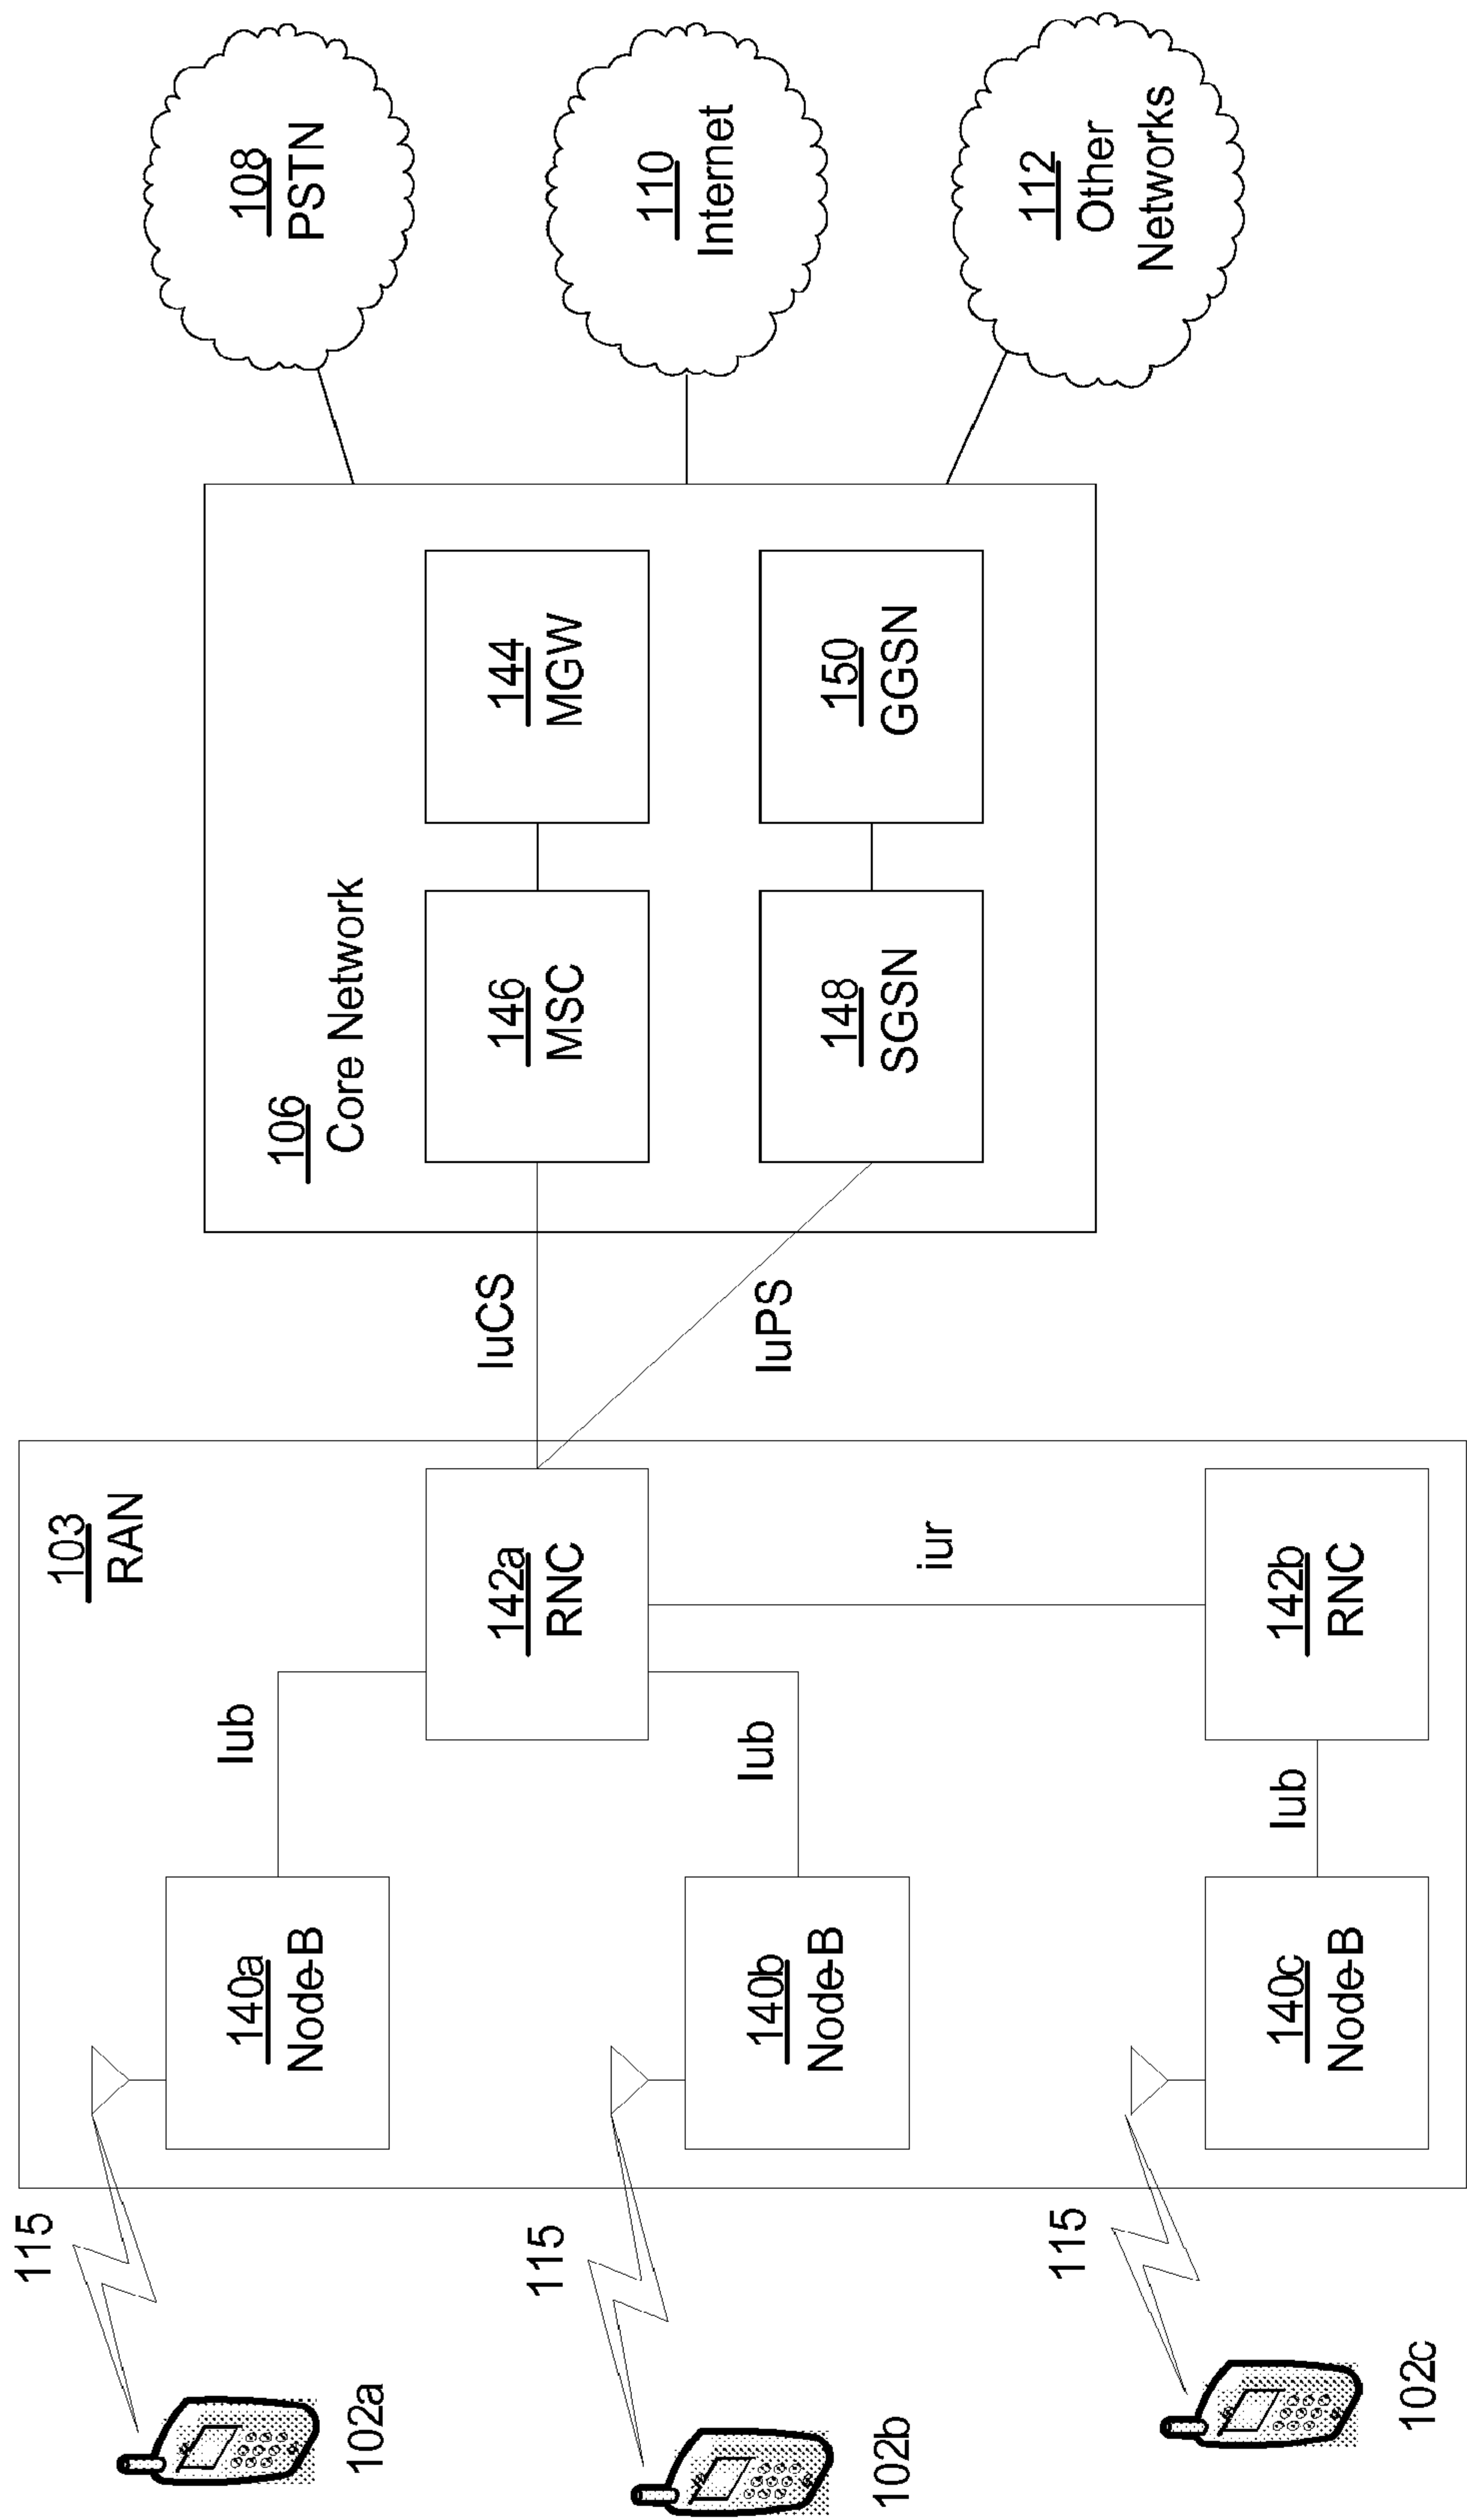 102a
115
102b
115
102c
115
103
RAN
140a
Node-B
140b
Node-B
140c
Node-B
Iub
Iub
Iub
142a
RNC
142b
RNC
iur
IuCS
IuPS
106
Core Network
146
MSC
144
MGW
148
SGSN
150
GGSN
108
PSTN
110
Internet
112
Other
Networks